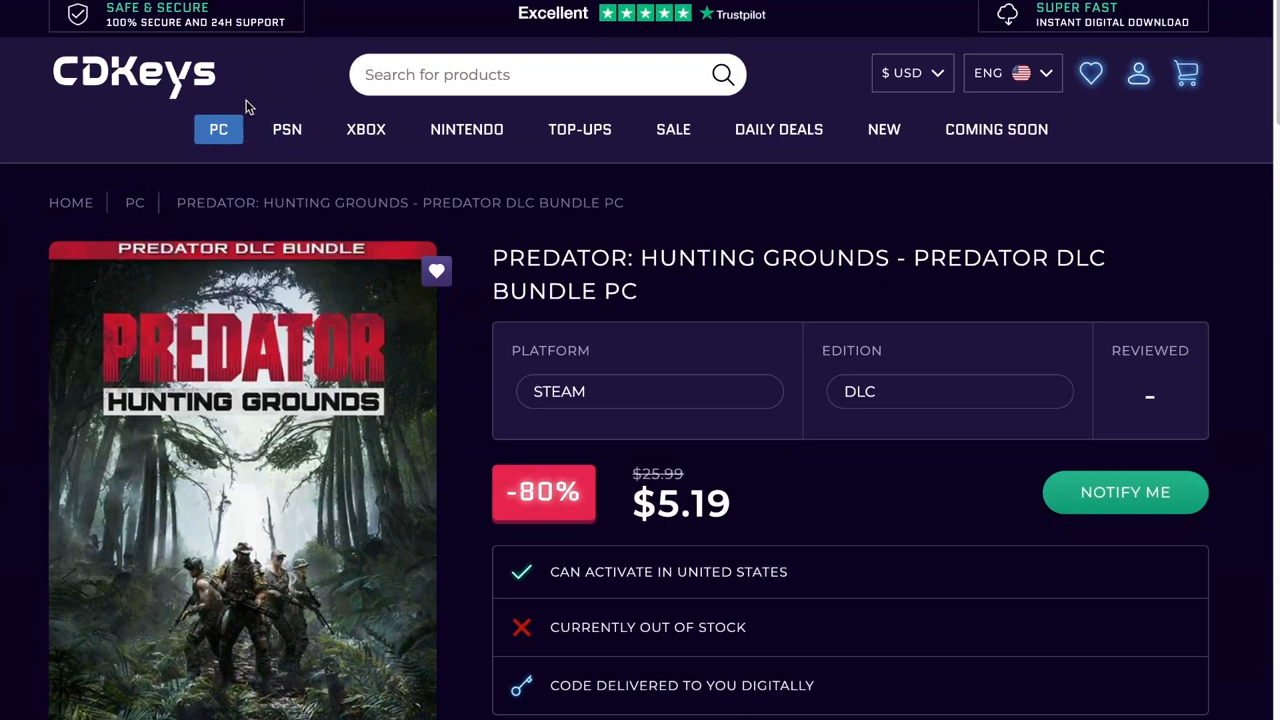 SAFE & SECURE
100% SECURE AND 24H SUPPORT
Excellent
Trustpilot
SUPER FAST
INSTANT DIGITAL DOWNLOAD
CDKeys
Search for products
$ USD
ENG
PC
PSN
XBOX
NINTENDO
TOP-UPS
SALE
DAILY DEALS
NEW
COMING SOON
HOME
PC
PREDATOR: HUNTING GROUNDS - PREDATOR DLC BUNDLE PC
PREDATOR DLC BUNDLE
PREDATOR
HUNTING GROUNDS
PREDATOR: HUNTING GROUNDS - PREDATOR DLC
BUNDLE PC
PLATFORM
STEAM
EDITION
DLC
REVIEWED
-
-80%
$25.99
$5.19
NOTIFY ME
CAN ACTIVATE IN UNITED STATES
CURRENTLY OUT OF STOCK
CODE DELIVERED TO YOU DIGITALLY